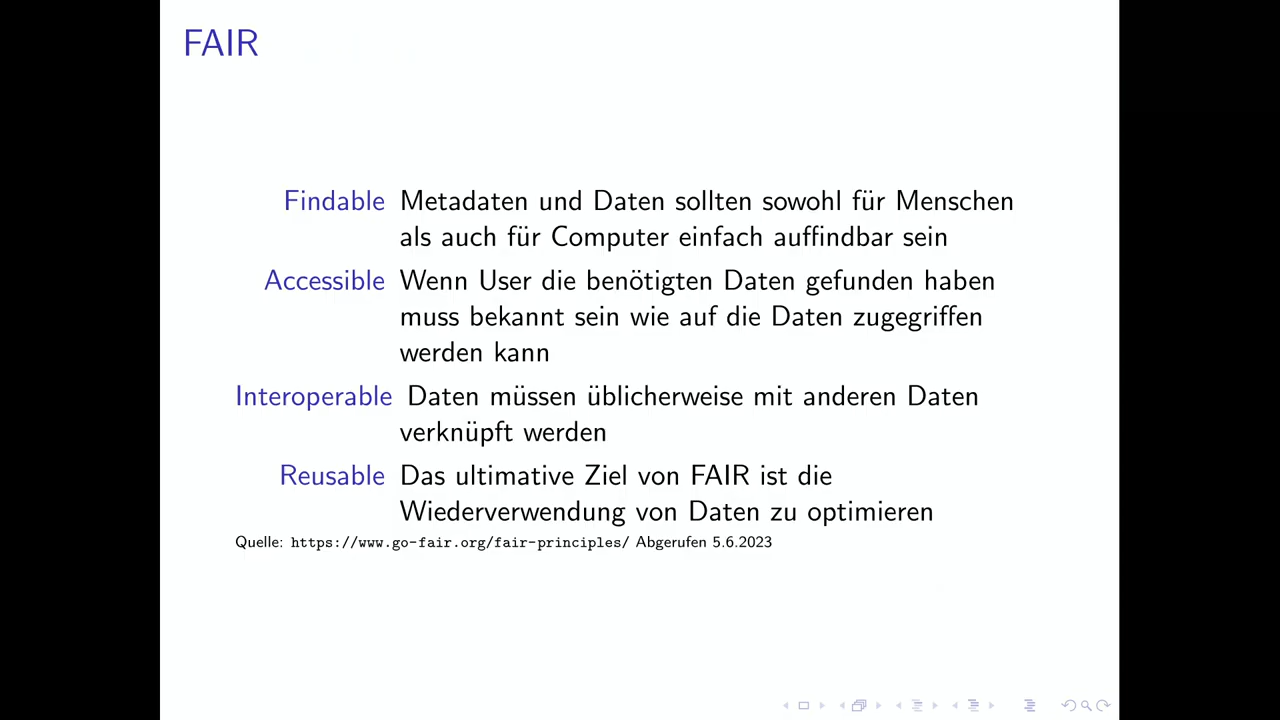 FAIR
Findable Metadaten und Daten sollten sowohl für Menschen
als auch für Computer einfach auffindbar sein
Accessible Wenn User die benötigten Daten gefunden haben
muss bekannt sein wie auf die Daten zugegriffen
werden kann
Interoperable Daten müssen üblicherweise mit anderen Daten
verknüpft werden
Reusable Das ultimative Ziel von FAIR ist die
Wiederverwendung von Daten zu optimieren
Quelle: https://www.go-fair.org/fair-principles/ Abgerufen 5.6.2023